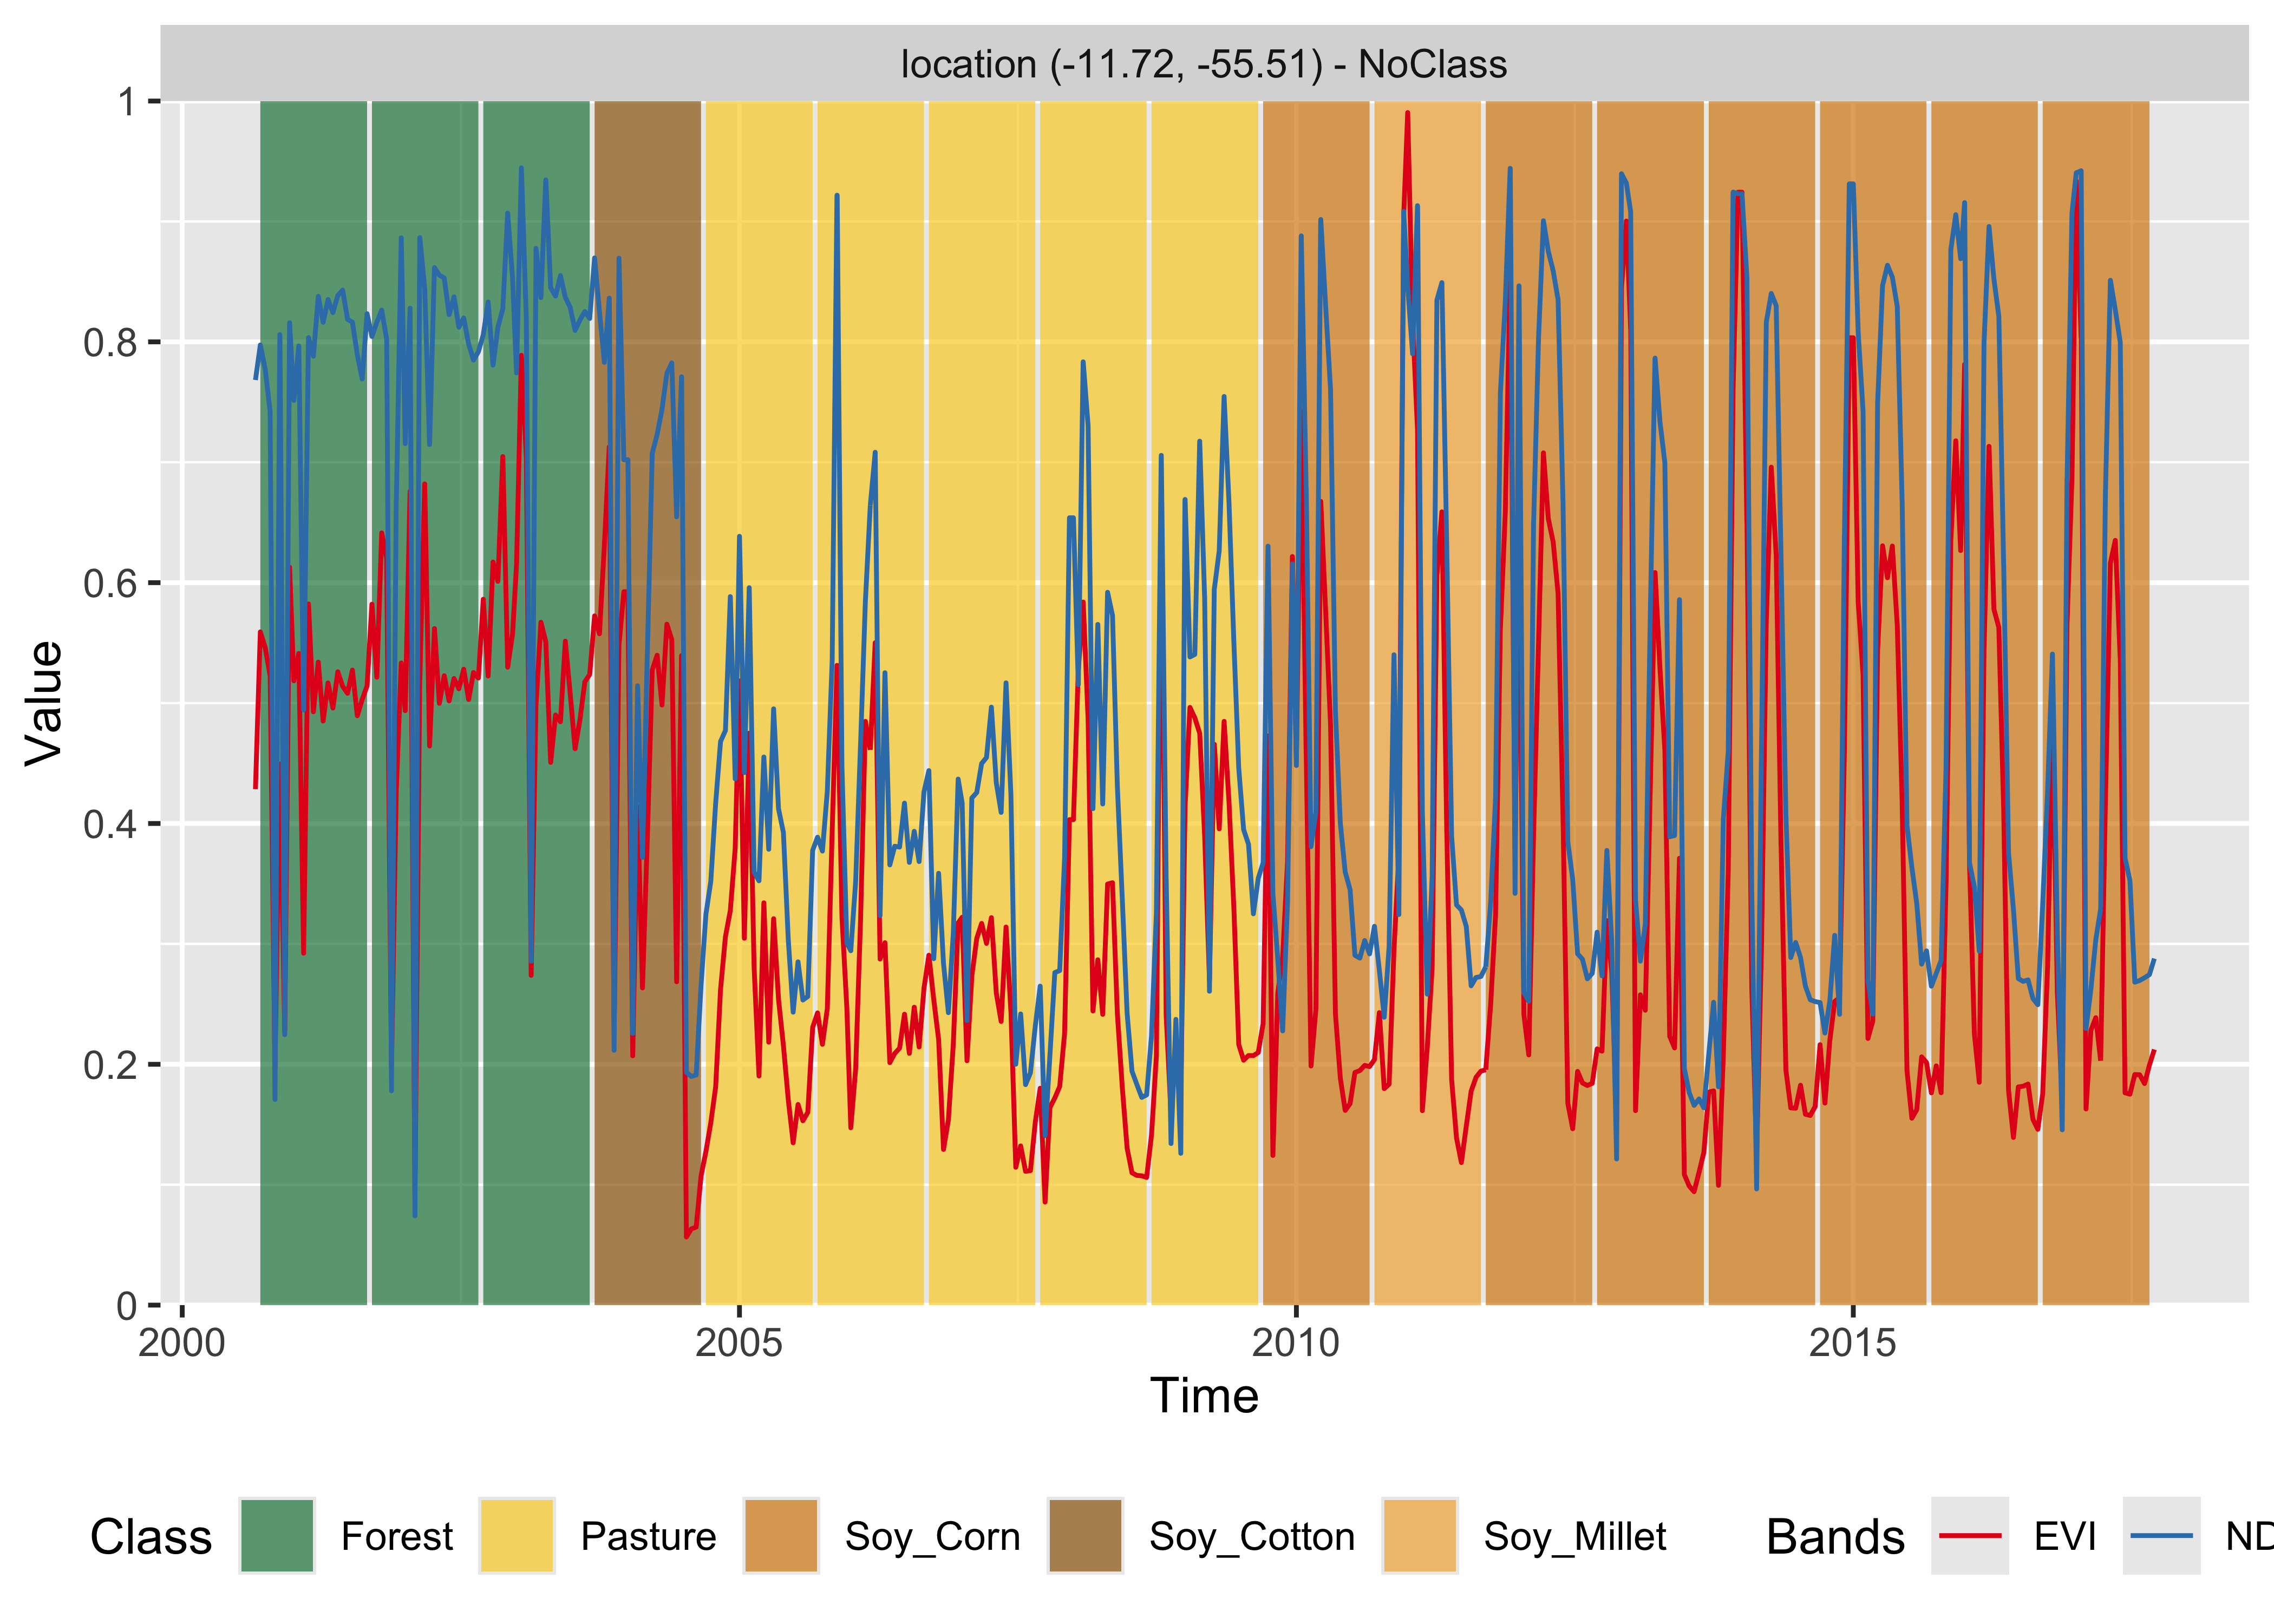 location (-11.72, -55.51) - NoClass
Value
1
0.8
0.6
0.4
0.2
0
2000 2005 2010 2015
Time
Class Forest Pasture Soy_Corn Soy_Cotton Soy_Millet Bands EVI ND